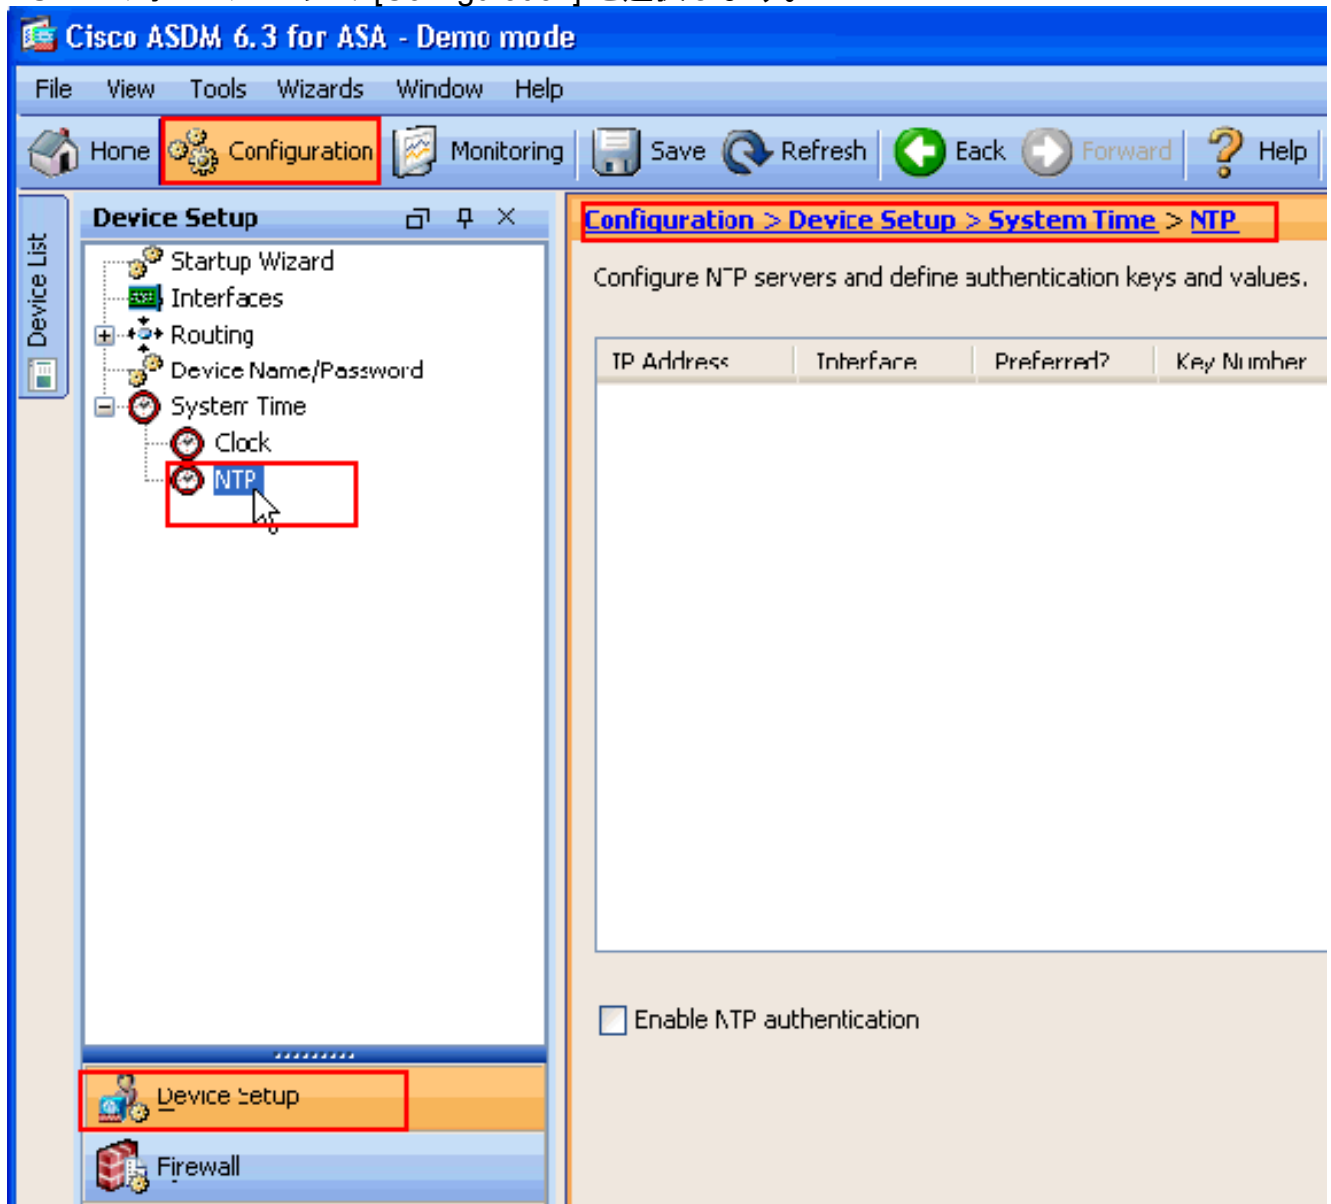 Cisco ASDM 6.3 for ASA - Demo mode
File View Tools Wizards Window Help
Home Configuration Monitoring Save Refresh Back Forward Help
Device List
Device Setup
Startup Wizard
Interfaces
Routing
Device Name/Password
System Time
Clock
NTP
Configuration > Device Setup > System Time > NTP
Configure NTP servers and define authentication keys and values.
IP Address Interface Preferred? Key Number
Enable NTP authentication
Device Setup
Firewall